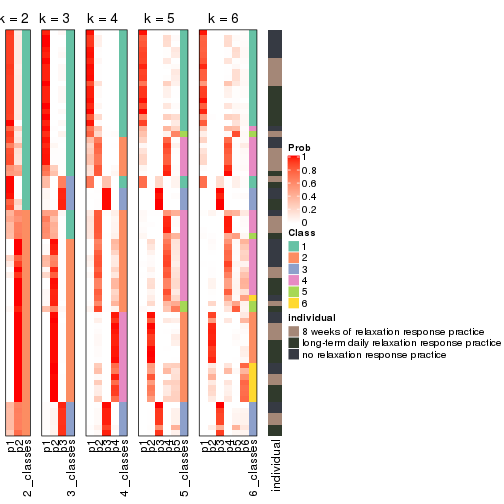 k = 2 k = 3 k = 4 k = 5 k = 6
Prob
1
0.8
0.6
0.4
0.2
0
Class
1
2
3
4
5
6
individual
8 weeks of relaxation response practice
long-term daily relaxation response practice
no relaxation response practice
p1
p2
2_classes
p1
p2
p3
3_classes
p1
p2
p3
p4
4_classes
p1
p2
p3
p4
p5
5_classes
p1
p2
p3
p4
p5
p6
6_classes
individual